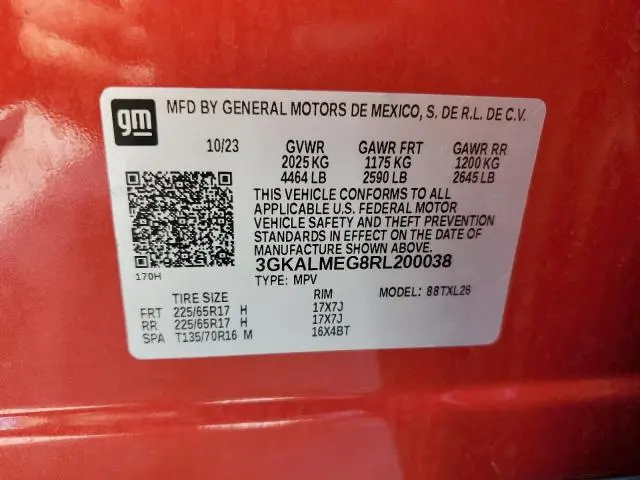 gm MFD BY GENERAL MOTORS DE MEXICO, S. DE R.L. DE C.V.
10/23 GVWR GAWR FRT GAWR RR
2025 KG 1175 KG 1200 KG
4464 LB 2590 LB 2645 LB
THIS VEHICLE CONFORMS TO ALL
APPLICABLE U.S. FEDERAL MOTOR
VEHICLE SAFETY AND THEFT PREVENTION
STANDARDS IN EFFECT ON THE DATE OF
MANUFACTURE SHOWN ABOVE.
3GKALMEG8RL200038
170H TYPE: MPV MODEL: 88TXL26
TIRE SIZE RIM
FRT 225/65R17 H 17X7J
RR 225/65R17 H 17X7J
SPA T135/70R16 M 16X4BT